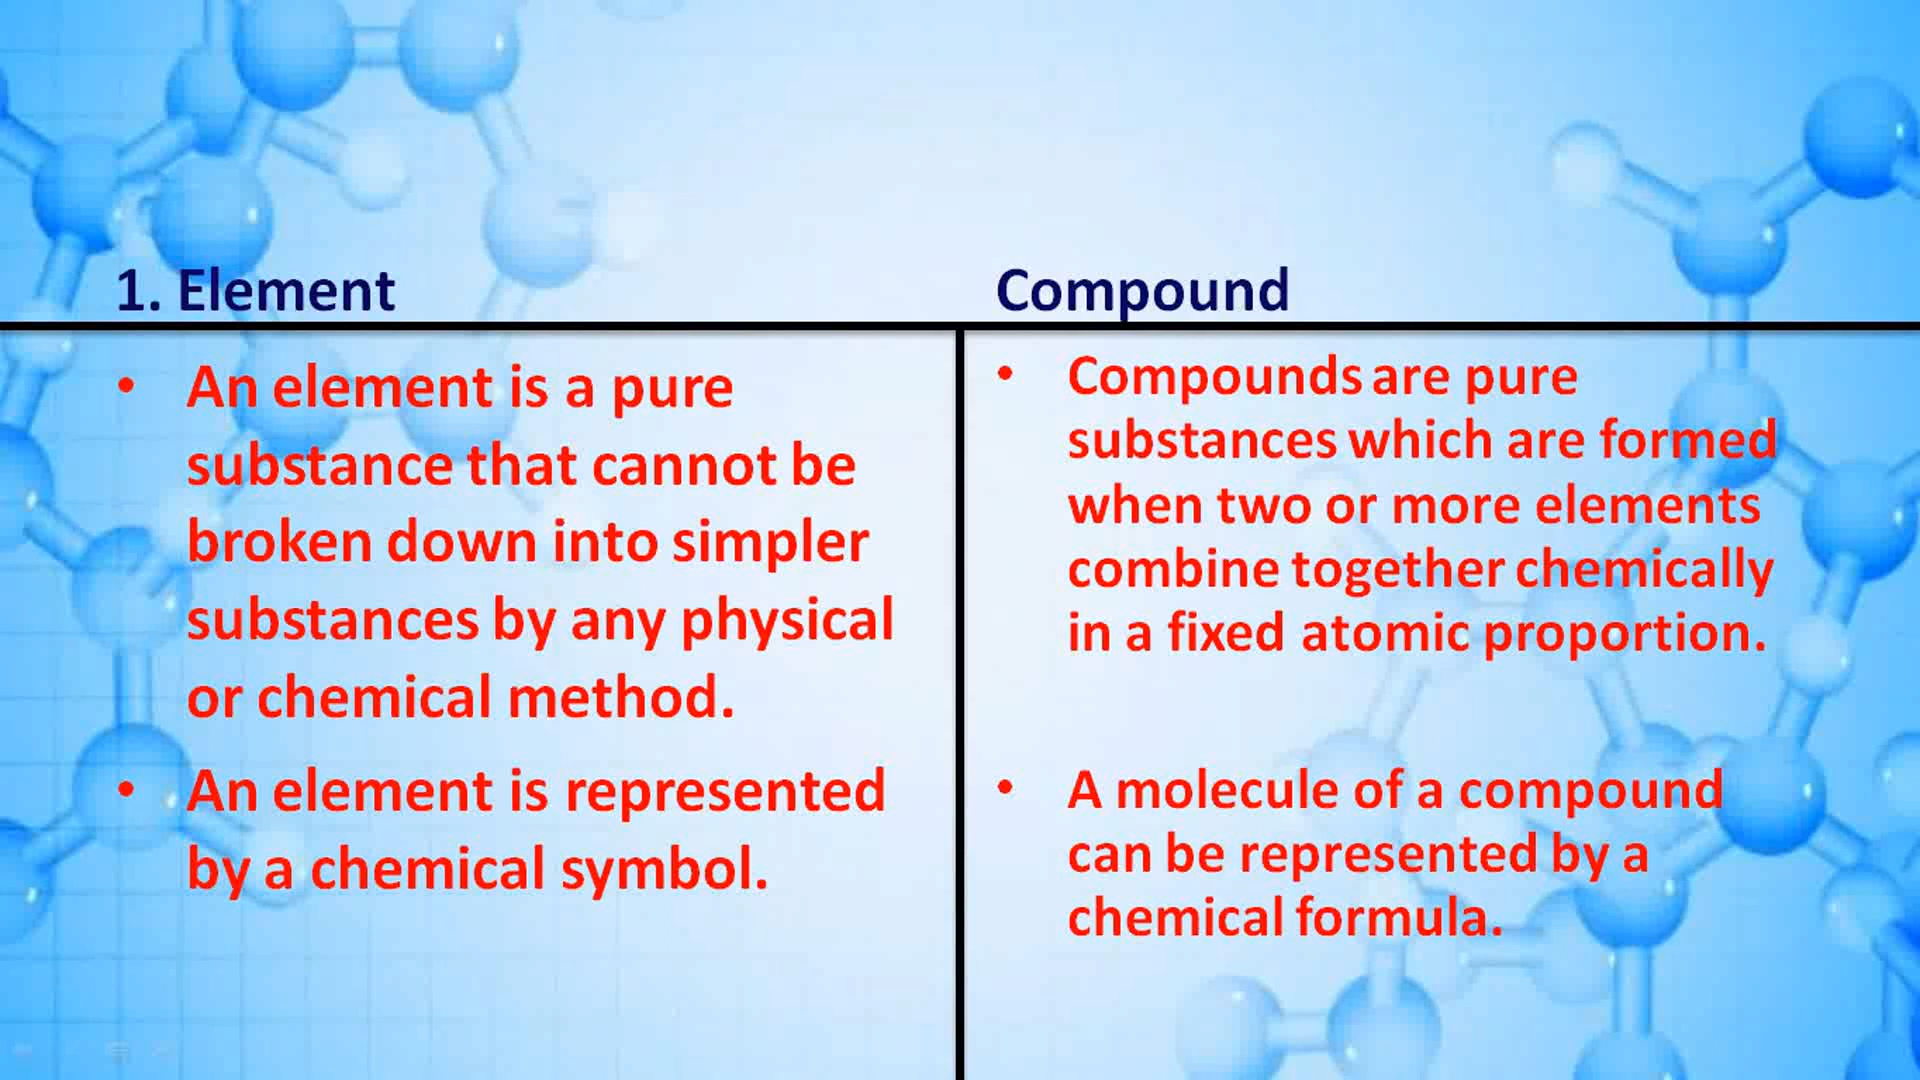 1. Element
Compound
• An element is a pure
substance that cannot be
broken down into simpler
substances by any physical
or chemical method.
• An element is represented
by a chemical symbol.
• Compounds are pure
substances which are formed
when two or more elements
combine together chemically
in a fixed atomic proportion.
• A molecule of a compound
can be represented by a
chemical formula.